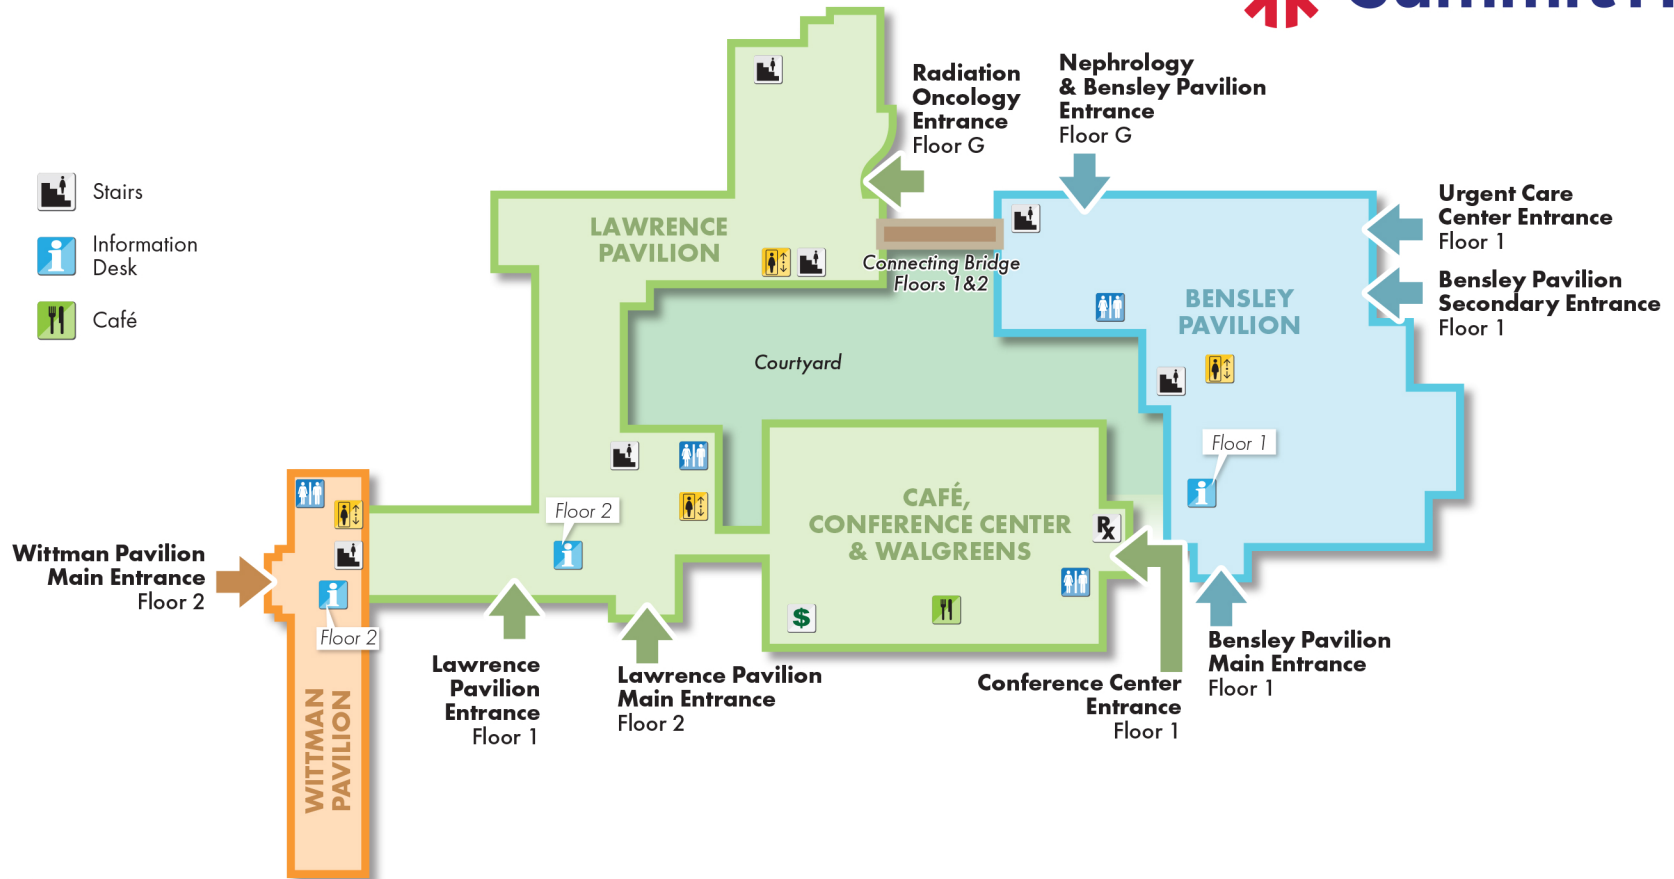 Radiation
Oncology
Entrance
Floor G
Nephrology
& Bensley Pavilion
Entrance
Floor G
Stairs
Information
Desk
Café
Urgent Care
Center Entrance
Floor 1
Bensley Pavilion
Secondary Entrance
Floor 1
LAWRENCE
PAVILION
Connecting Bridge
Floors 1&2
BENSLEY
PAVILION
Courtyard
Floor 1
Floor 2
CAFÉ,
CONFERENCE CENTER
& WALGREENS
Rx
$
Wittman Pavilion
Main Entrance
Floor 2
Floor 2
WITTMAN
PAVILION
Lawrence
Pavilion
Entrance
Floor 1
Lawrence Pavilion
Main Entrance
Floor 2
Conference Center
Entrance
Floor 1
Bensley Pavilion
Main Entrance
Floor 1